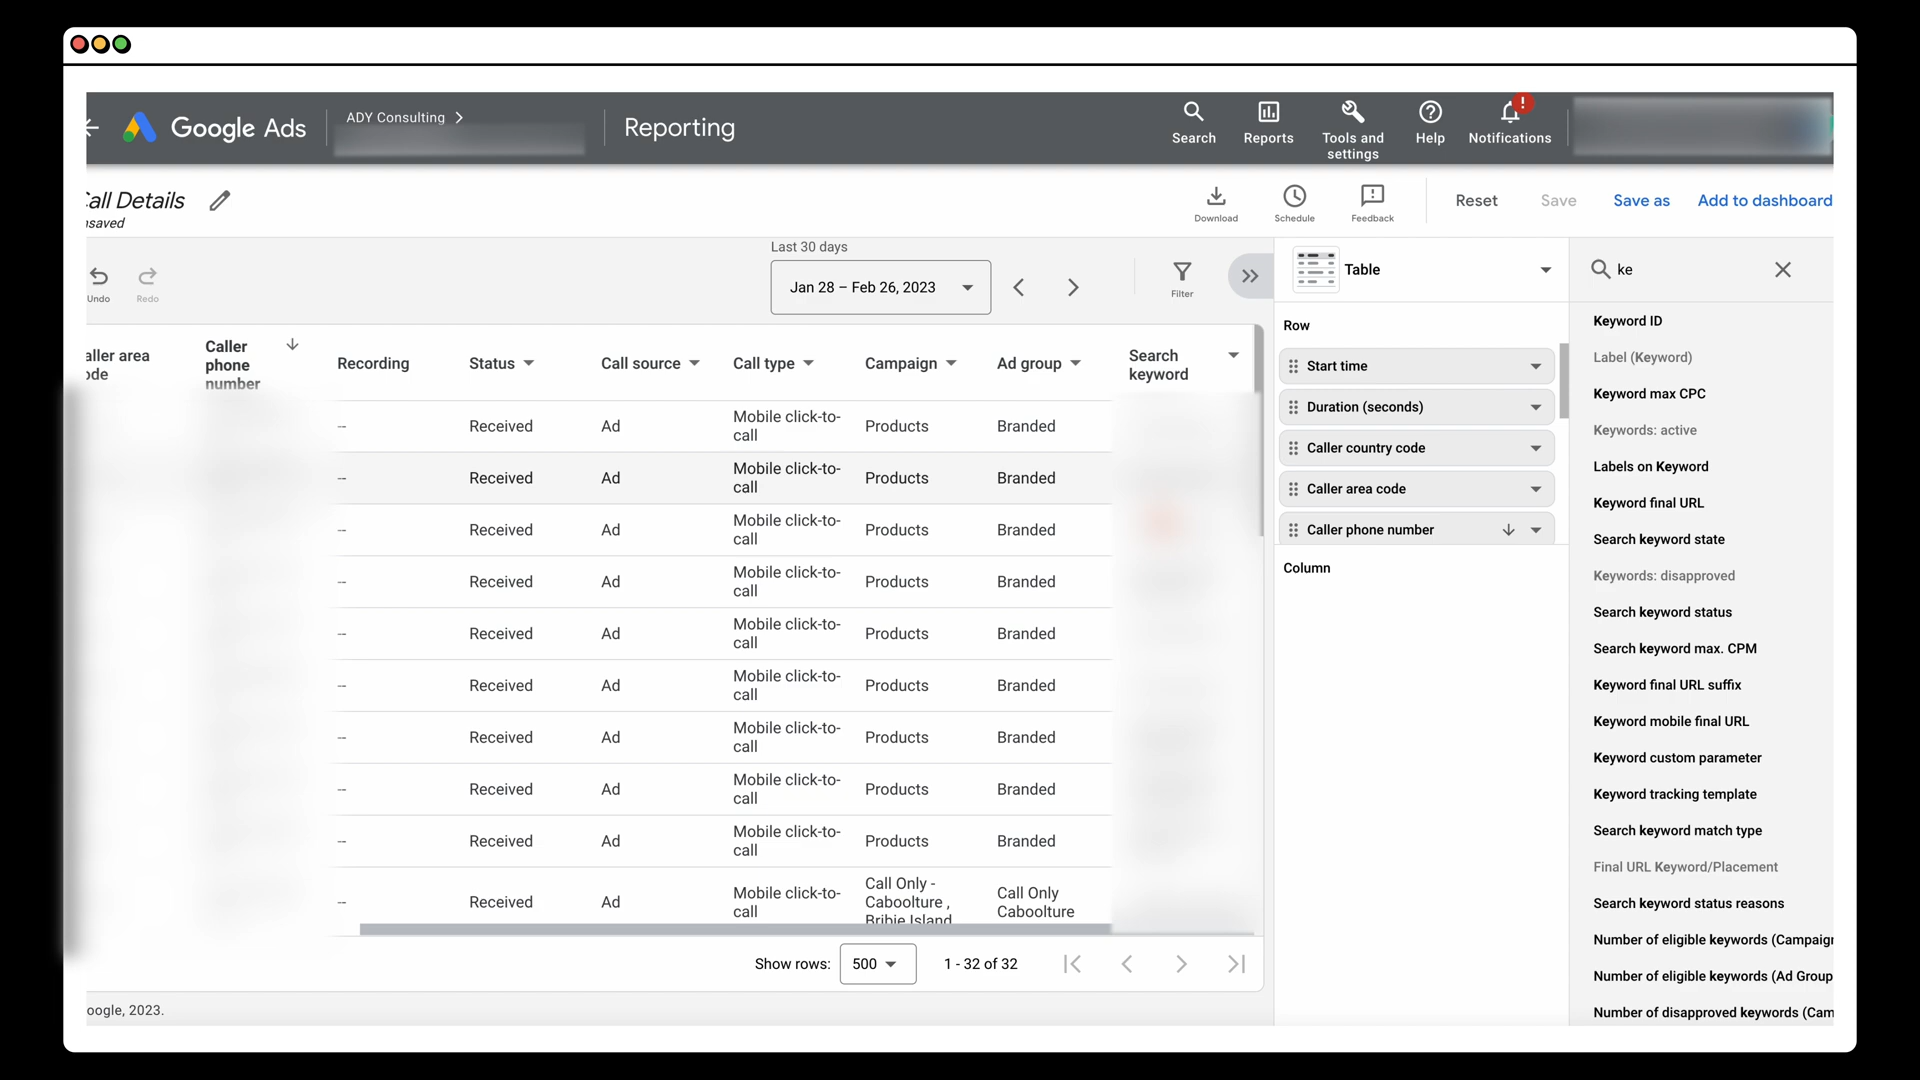 Google Ads
ADY Consulting
Reporting
Search
Reports
Tools and
settings
Help
!
Notifications
Call Details
nsaved
Download
Schedule
Feedback
Reset
Save
Save as
Add to dashboard
Undo
Redo
Last 30 days
Jan 28 – Feb 26, 2023
Filter
Table
ke
aller area
ode
Caller
phone
number
Recording
Status
Call source
Call type
Campaign
Ad group
Search
keyword
-- Received Ad Mobile click-to-
call Products Branded
-- Received Ad Mobile click-to-
call Products Branded
-- Received Ad Mobile click-to-
call Products Branded
-- Received Ad Mobile click-to-
call Products Branded
-- Received Ad Mobile click-to-
call Products Branded
-- Received Ad Mobile click-to-
call Products Branded
-- Received Ad Mobile click-to-
call Products Branded
-- Received Ad Mobile click-to-
call Products Branded
-- Received Ad Mobile click-to-
call Products Branded
-- Received Ad Mobile click-to-
call
Call Only -
Caboolture ,
Bribie Island
Call Only
Caboolture
Show rows: 500 1 - 32 of 32
oogle, 2023.
Row
Start time
Duration (seconds)
Caller country code
Caller area code
Caller phone number
Column
Keyword ID
Label (Keyword)
Keyword max CPC
Keywords: active
Labels on Keyword
Keyword final URL
Search keyword state
Keywords: disapproved
Search keyword status
Search keyword max. CPM
Keyword final URL suffix
Keyword mobile final URL
Keyword custom parameter
Keyword tracking template
Search keyword match type
Final URL Keyword/Placement
Search keyword status reasons
Number of eligible keywords (Campaign
Number of eligible keywords (Ad Group
Number of disapproved keywords (Cam